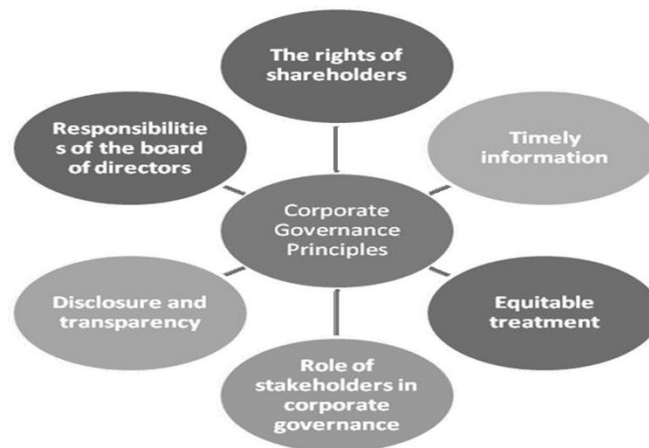 The rights of
shareholders
Responsibilitie
s of the board
of directors
Timely
information
Corporate
Governance
Principles
Disclosure and
transparency
Equitable
treatment
Role of
stakeholders in
corporate
governance